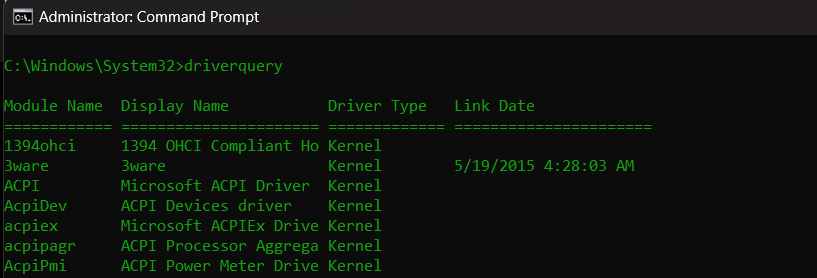 Administrator: Command Prompt
C:\Windows\System32>driverquery
Module Name  Display Name           Driver Type   Link Date
============ ====================== ============= ======================
1394ohci     1394 OHCI Compliant Ho Kernel
3ware        3ware                  Kernel        5/19/2015 4:28:03 AM
ACPI         Microsoft ACPI Driver  Kernel
AcpiDev      ACPI Devices driver    Kernel
acpiex       Microsoft ACPIEx Drive Kernel
acpipagr     ACPI Processor Aggrega Kernel
AcpiPmi      ACPI Power Meter Drive Kernel